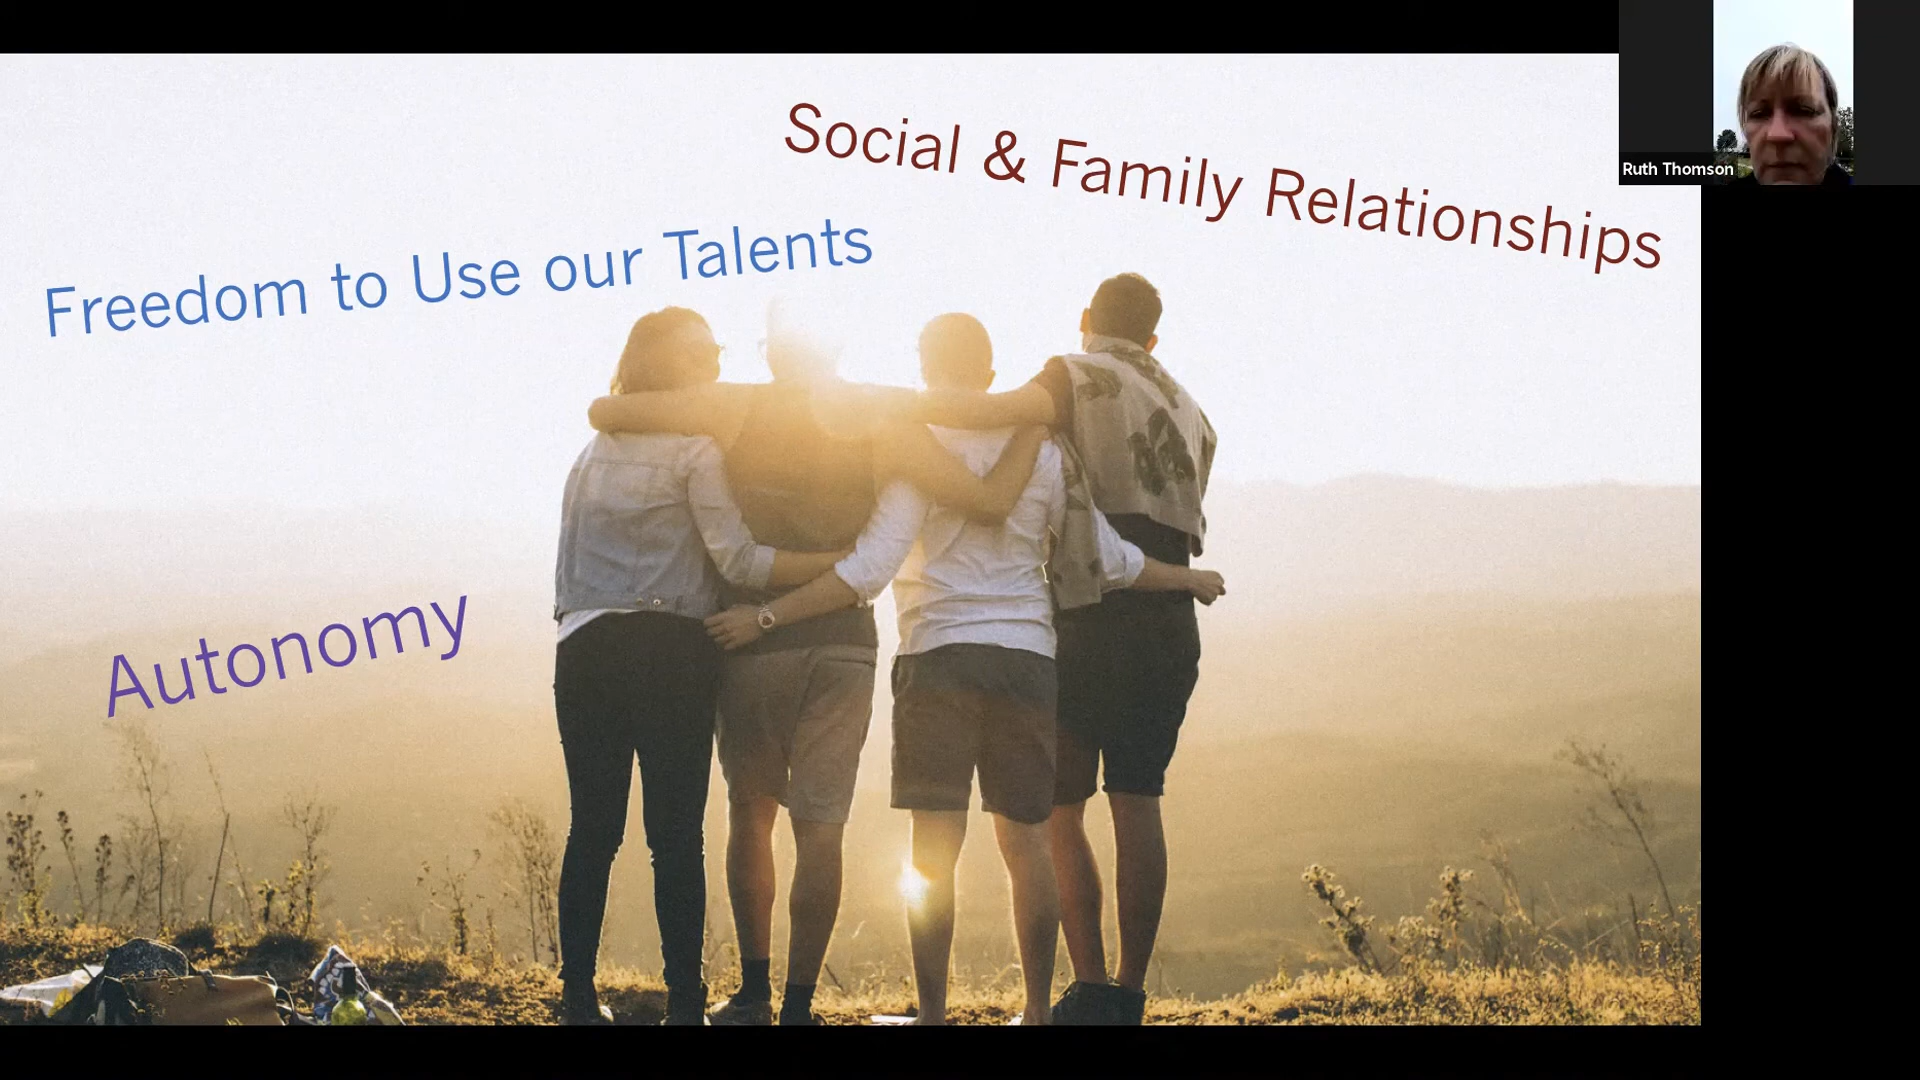 Social & Family Relationships
Ruth Thomson
Freedom to Use our Talents
Autonomy